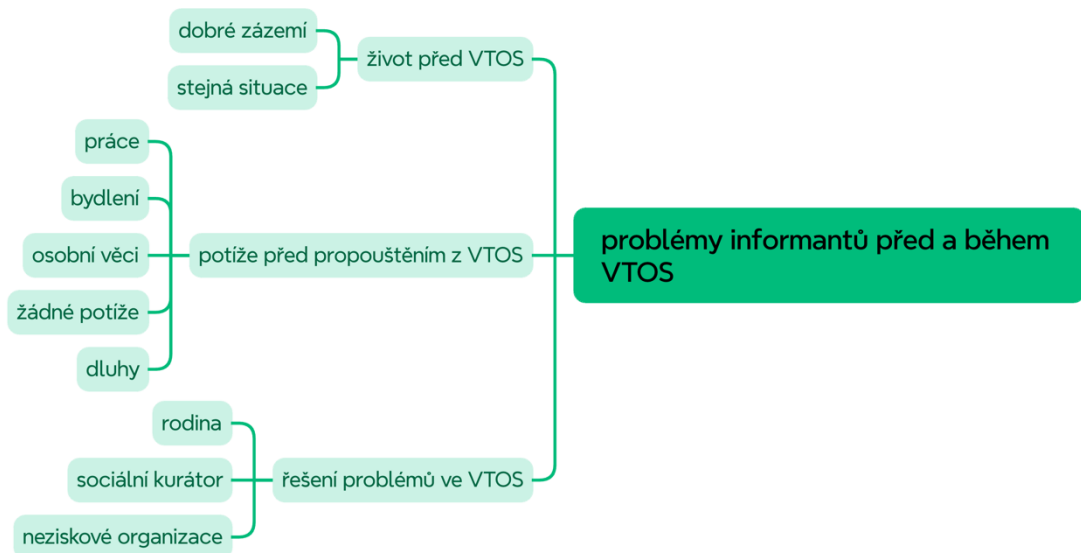 dobré zázemí
stejná situace
život před VTOS
práce
bydlení
osobní věci
žádné potíže
dluhy
potíže před propouštěním z VTOS
rodina
sociální kurátor
neziskové organizace
řešení problémů ve VTOS
problémy informantů před a během
VTOS